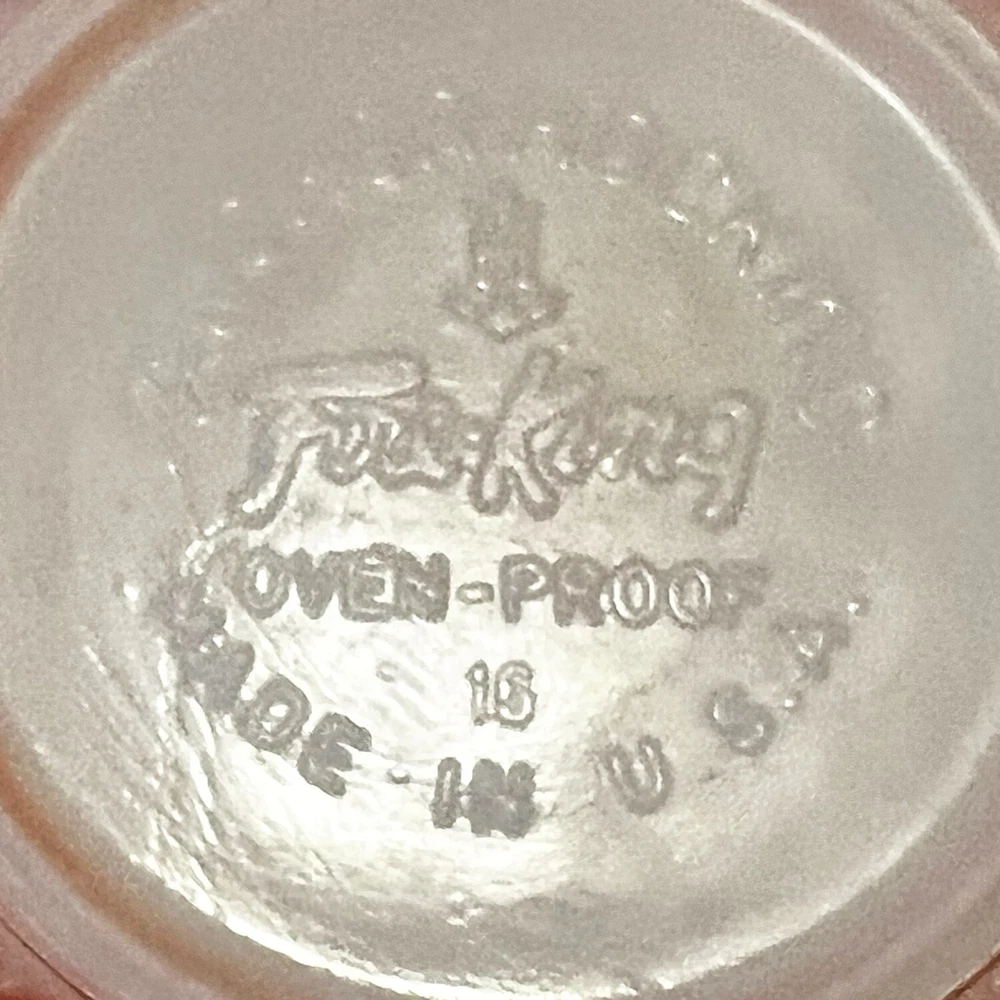 Fire-King
OVEN-PROOF
16
MADE IN U.S.A.